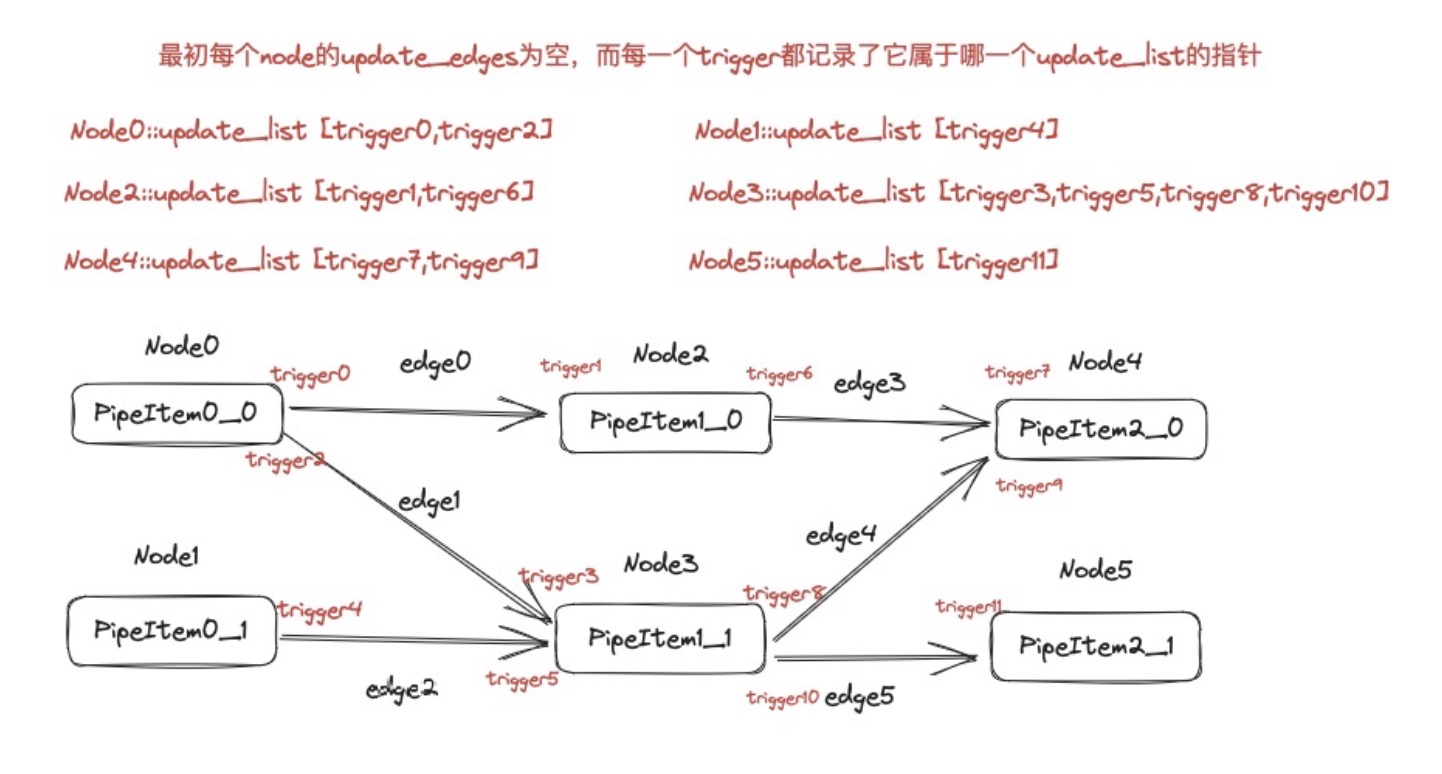 最初每个node的update_edges为空，而每一个trigger都记录了它属于哪一个update_list的指针
Node0::update_list [trigger0,trigger2]
Node1::update_list [trigger4]
Node2::update_list [trigger1,trigger6]
Node3::update_list [trigger3,trigger5,trigger8,trigger10]
Node4::update_list [trigger7,trigger9]
Node5::update_list [trigger11]
Node0
trigger0
edge0
trigger1
Node2
trigger6
edge3
trigger7
Node4
PipeItem0_0
PipeItem1_0
PipeItem2_0
trigger2
edge1
trigger9
edge4
Node1
Node3
Node5
trigger3
trigger8
trigger4
trigger11
PipeItem0_1
PipeItem1_1
PipeItem2_1
edge2
trigger5
trigger10
edge5